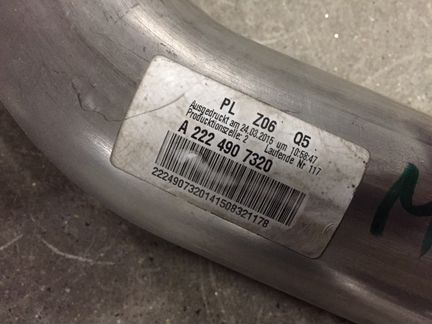 PL Z06 Q5
Ausgedruckt am 24.03.2015 um 10:58:47
Produktionszeile: 2 Laufende Nr 117
A 222 490 7320
2224907320141508321178
M